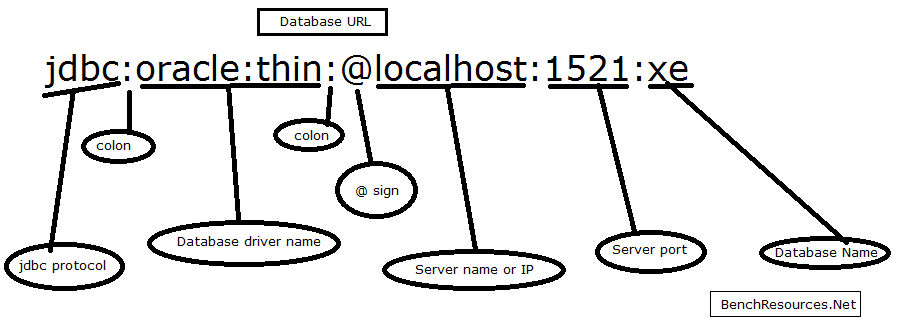 Database URL
jdbc:oracle:thin:@localhost:1521:xe
colon
colon
@ sign
Database driver name
jdbc protocol
Server name or IP
Server port
Database Name
BenchResources.Net